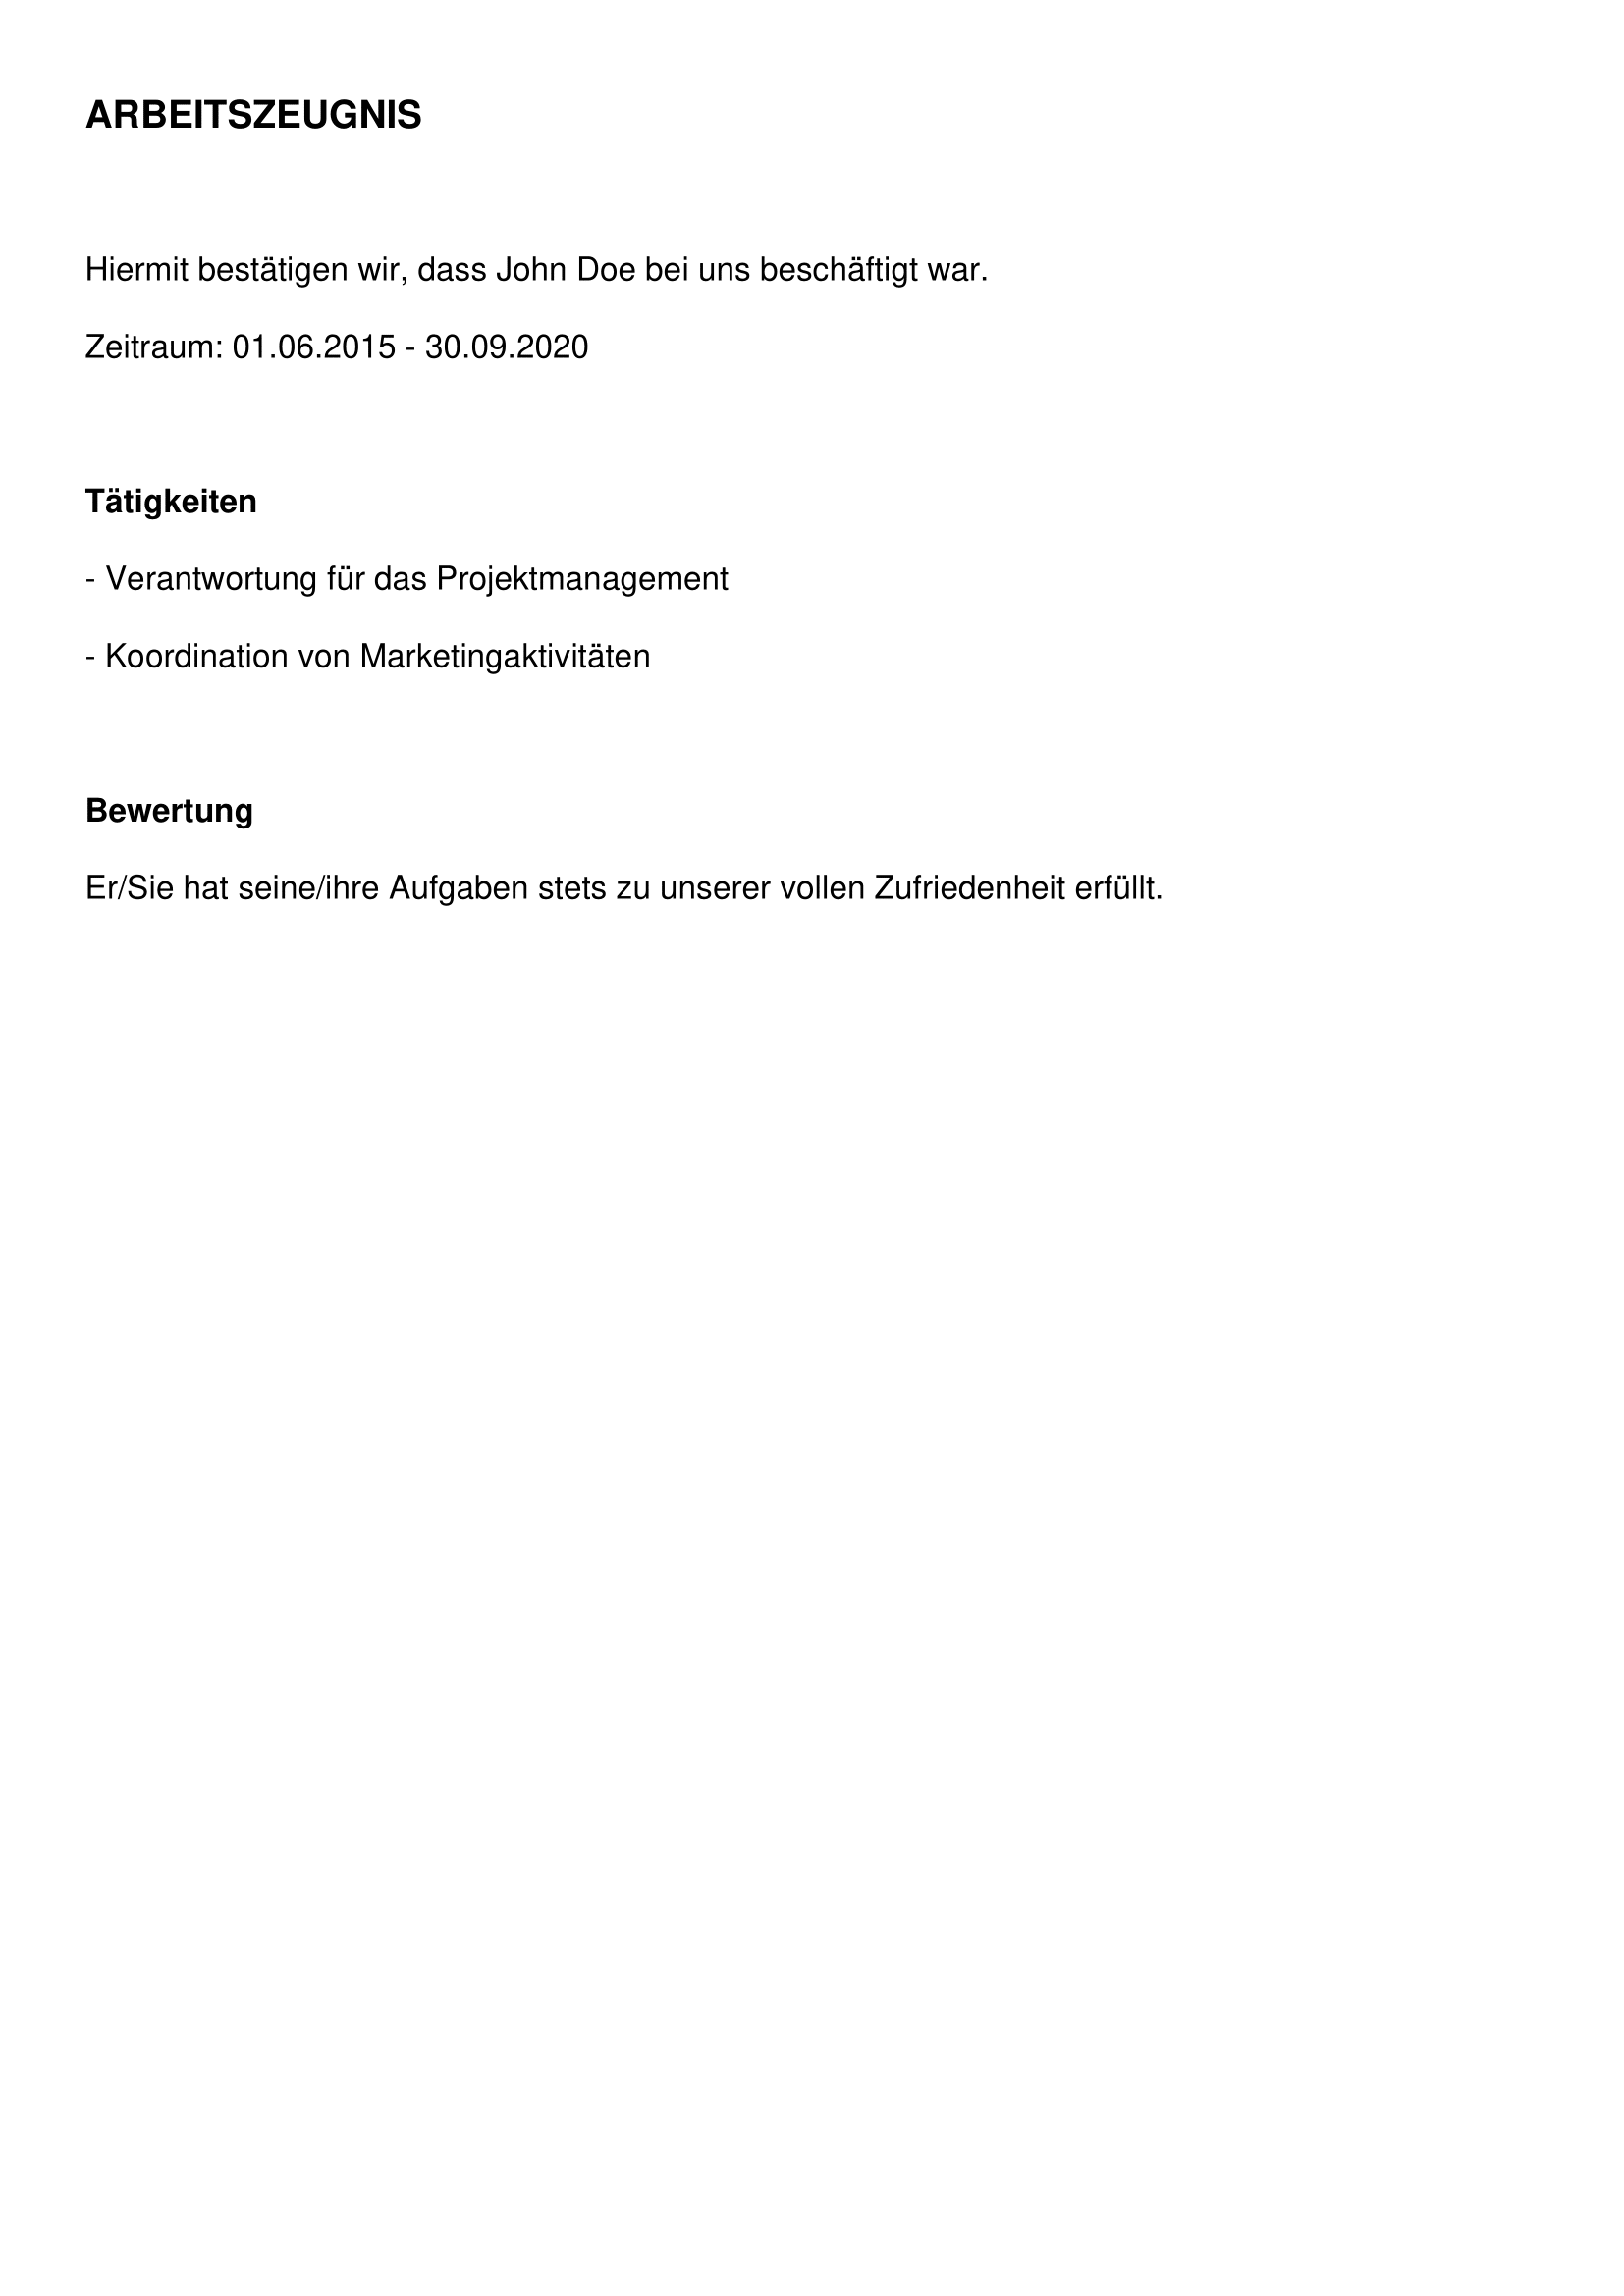 ARBEITSZEUGNIS
Hiermit bestätigen wir, dass John Doe bei uns beschäftigt war.
Zeitraum: 01.06.2015 - 30.09.2020
Tätigkeiten
- Verantwortung für das Projektmanagement
- Koordination von Marketingaktivitäten
Bewertung
Er/Sie hat seine/ihre Aufgaben stets zu unserer vollen Zufriedenheit erfüllt.